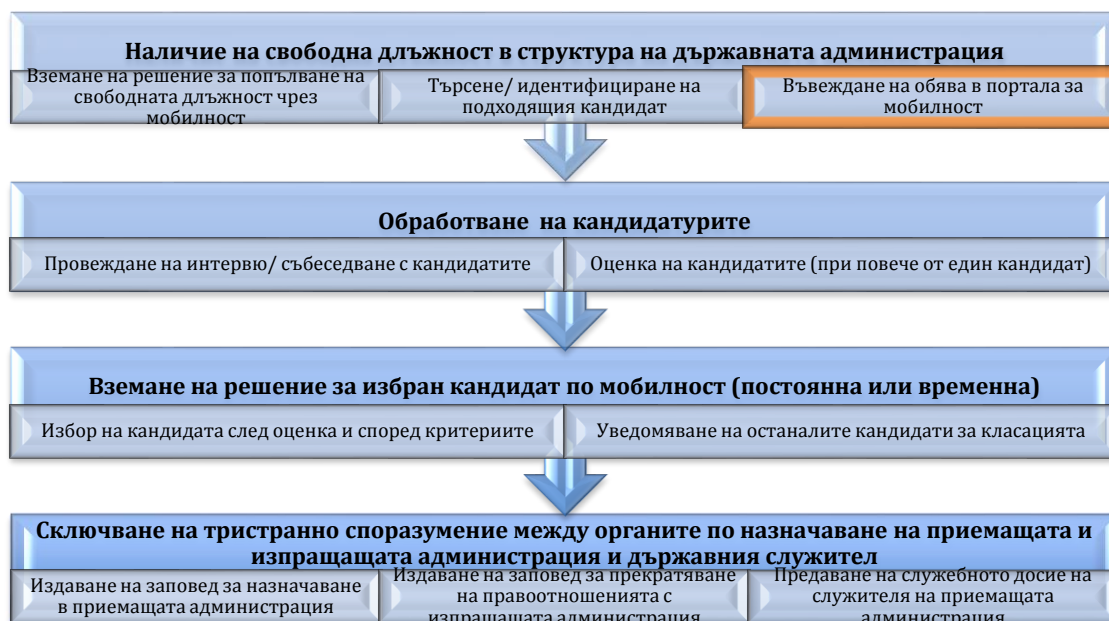 Наличие на свободна длъжност в структура на държавната администрация
Вземане на решение за попълване на
свободната длъжност чрез
мобилност
Търсене/ идентифициране на
подходящия кандидат
Въвеждане на обява в портала за
мобилност
Обработване на кандидатурите
Провеждане на интервю/ събеседване с кандидатите
Оценка на кандидатите (при повече от един кандидат)
Вземане на решение за избран кандидат по мобилност (постоянна или временна)
Избор на кандидата след оценка и според критериите
Уведомяване на останалите кандидати за класацията
Сключване на тристранно споразумение между органите по назначаване на приемащата и
изпращащата администрация и държавния служител
Издаване на заповед за назначаване
в приемащата администрация
Издаване на заповед за прекратяване
на правоотношенията с
изпращащата администрация
Предаване на служебното досие на
служителя на приемащата
администрация